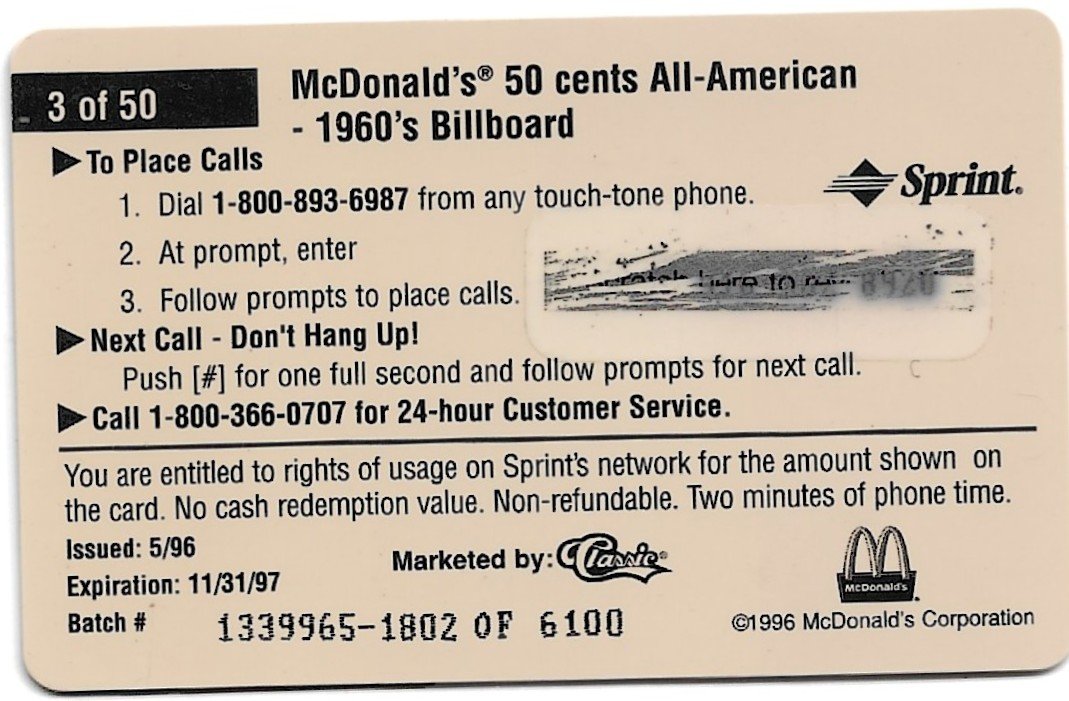 3 of 50
McDonald's® 50 cents All-American
- 1960's Billboard
▶To Place Calls
1. Dial 1-800-893-6987 from any touch-tone phone.
Sprint.
2. At prompt, enter
here to
3. Follow prompts to place calls.
▶Next Call - Don't Hang Up!
Push [#] for one full second and follow prompts for next call.
▶Call 1-800-366-0707 for 24-hour Customer Service.
You are entitled to rights of usage on Sprint's network for the amount shown on
the card. No cash redemption value. Non-refundable. Two minutes of phone time.
Issued: 5/96
Marketed by: Classic®
Expiration: 11/31/97
McDonald's
Batch # 1339965-1802 OF 6100
©1996 McDonald's Corporation